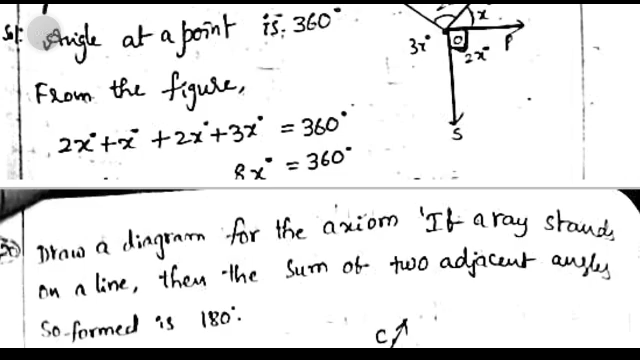 Sol: Angle at a point is: 360°
x
O
P
3x°
2x°
From the figure,
S
2x°+x° + 2x°+3x° = 360°
8x° = 360°
Draw a diagram for the axiom 'If a ray stands
on a line, then the sum of two adjacent angles
So-formed is 180°.
C